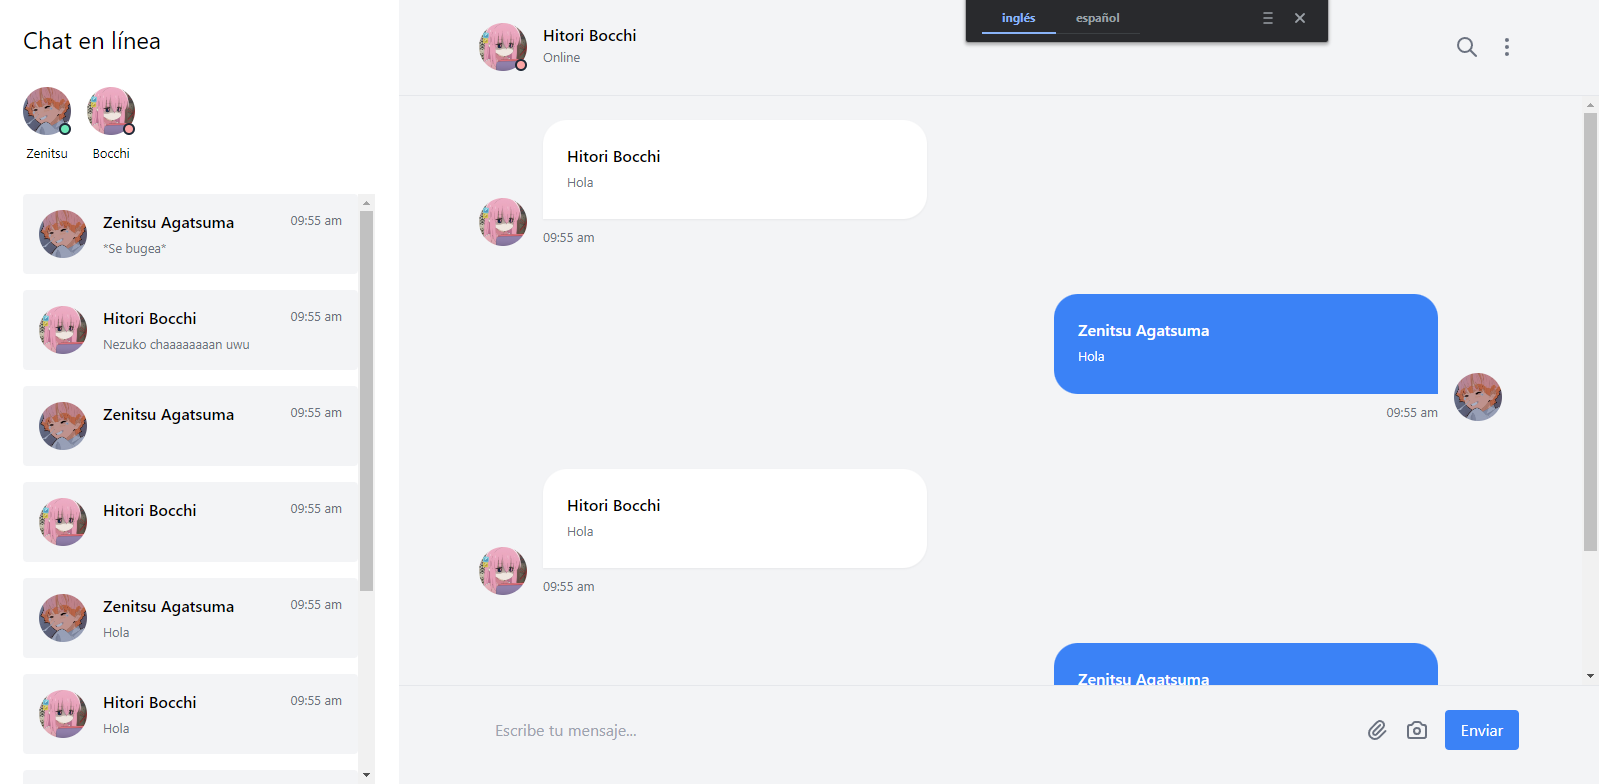 Chat en línea
Zenitsu
Bocchi
Zenitsu Agatsuma
09:55 am
*Se bugea*
Hitori Bocchi
09:55 am
Nezuko chaaaaaaaan uwu
Zenitsu Agatsuma
09:55 am
Hitori Bocchi
09:55 am
Zenitsu Agatsuma
09:55 am
Hola
Hitori Bocchi
09:55 am
Hola
Hitori Bocchi
Online
inglés
español
Hitori Bocchi
Hola
09:55 am
Zenitsu Agatsuma
Hola
09:55 am
Hitori Bocchi
Hola
09:55 am
Zenitsu Agatsuma
Escribe tu mensaje...
Enviar